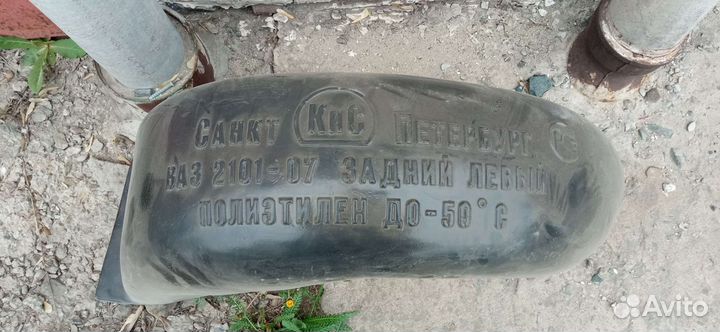 САНКТ КиС ПЕТЕРБУРГ
ВАЗ 2101-07 ЗАДНИЙ ЛЕВЫЙ
ПОЛИЭТИЛЕН ДО-50°С
Avito